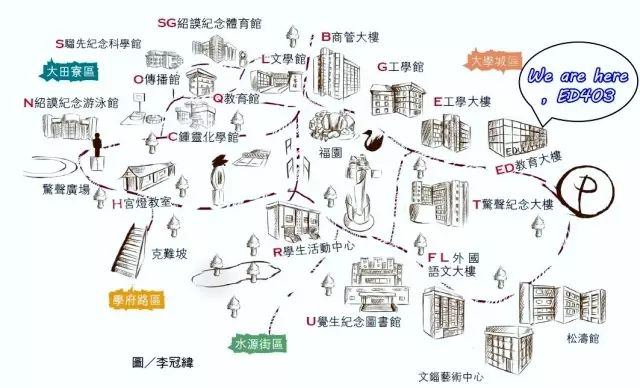 SG紹謨紀念體育館
S騮先紀念科學館
B商管大樓
大田寮區
L文學館
G工學館
大學城區
O傳播館
We are here
, ED403
N紹謨紀念游泳館
Q教育館
E工學大樓
EDUCATION
C鍾靈化學館
福園
ED教育大樓
驚聲廣場
H宮燈教室
T驚聲紀念大樓
P
克難坡
R學生活動中心
FL外國
語文大樓
學府路區
U覺生紀念圖書館
松濤館
水源街區
圖／李冠緯
文錙藝術中心